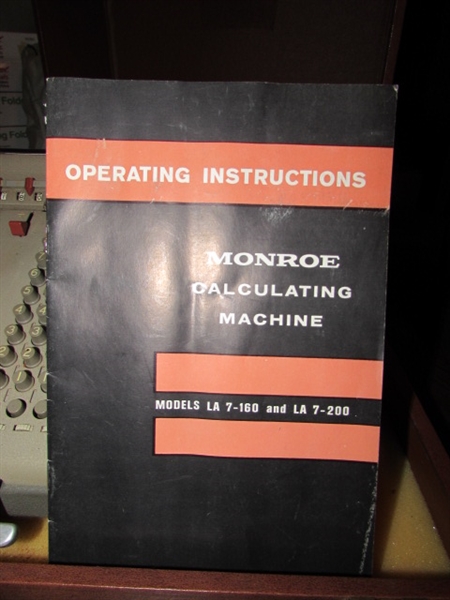 OPERATING INSTRUCTIONS
MONROE
CALCULATING
MACHINE
MODELS LA 7-160 and LA 7-200